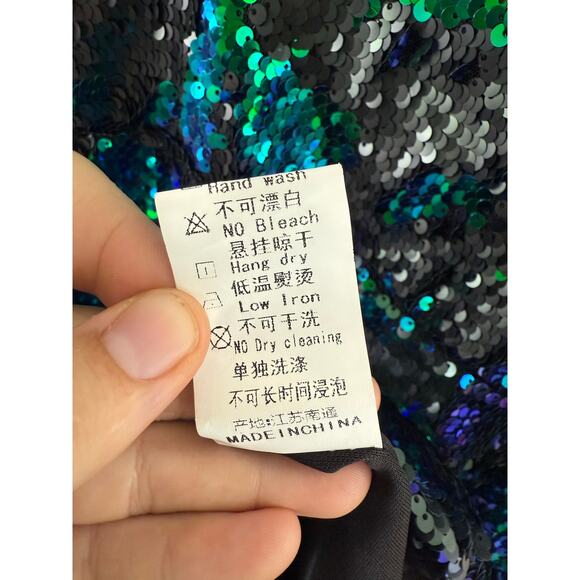 Hand wash
不可漂白
NO Bleach
悬挂晾干
Hang dry
低温熨烫
Low Iron
不可干洗
NO Dry cleaning
单独洗涤
不可长时间浸泡
产地:江苏南通
MADEINCHINA